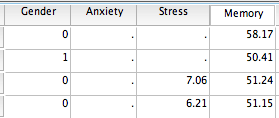 Gender Anxiety Stress Memory
0 . . 58.17
1 . . 50.41
0 . 7.06 51.24
0 . 6.21 51.15